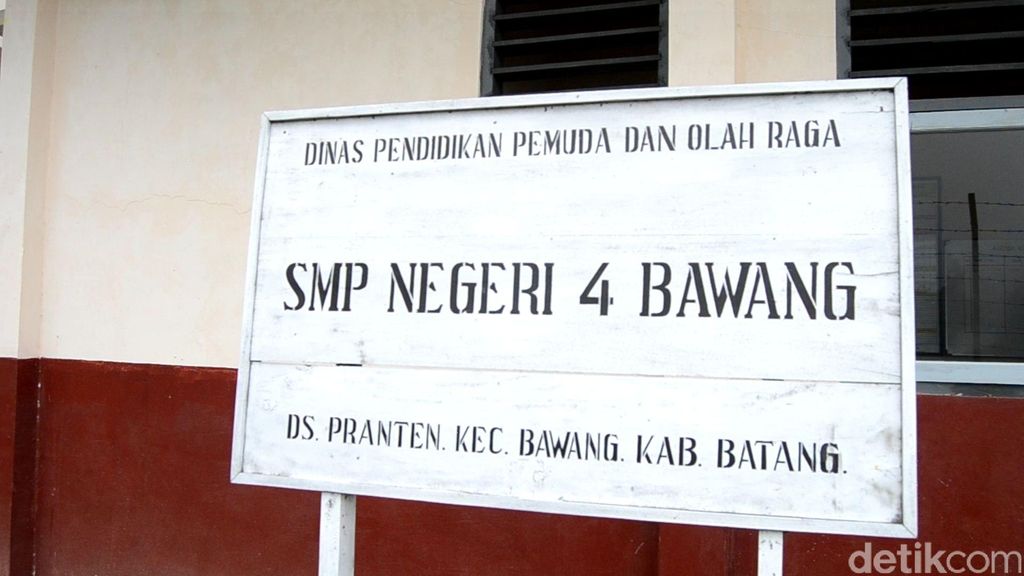 DINAS PENDIDIKAN PEMUDA DAN OLAH RAGA
SMP NEGERI 4 BAWANG
DS. PRANTEN. KEC. BAWANG. KAB. BATANG.
detikcom